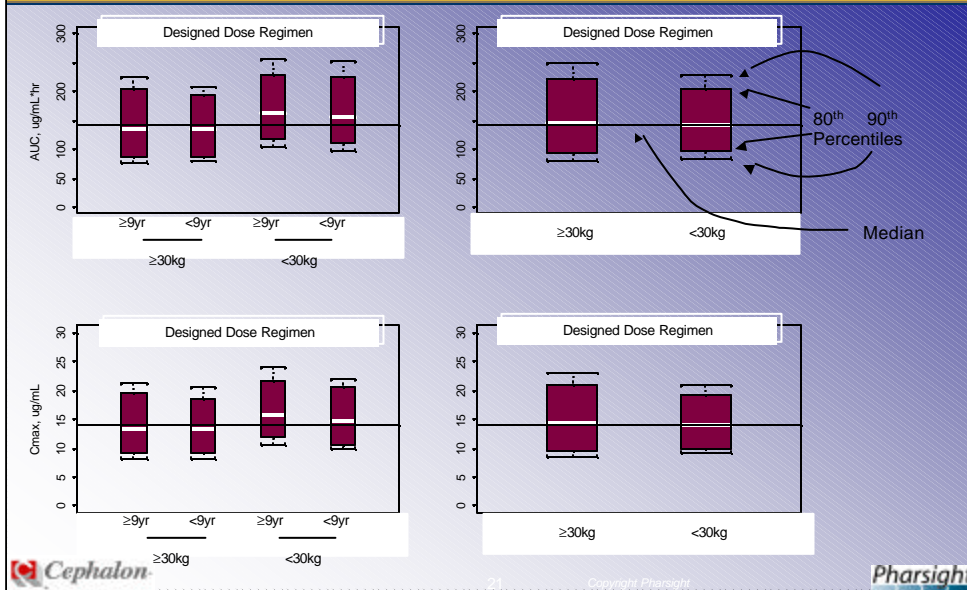 Designed Dose Regimen
300
200
100
50
0
AUC, ug/mL*hr
≥9yr <9yr ≥9yr <9yr
≥30kg <30kg
Designed Dose Regimen
300
200
100
50
0
80th 90th
Percentiles
Median
≥30kg <30kg
Designed Dose Regimen
30
25
20
15
10
5
0
Cmax, ug/mL
≥9yr <9yr ≥9yr <9yr
≥30kg <30kg
Designed Dose Regimen
30
25
20
15
10
5
0
≥30kg <30kg
Cephalon
21
Copyright Pharsight
Pharsight